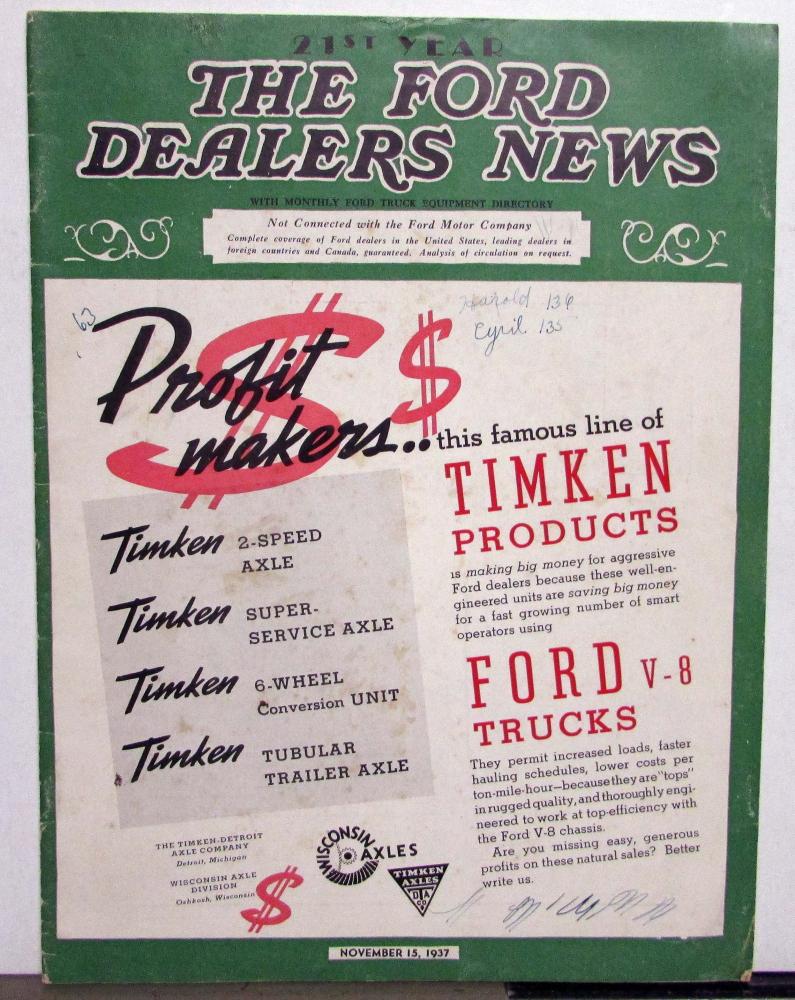 21ST YEAR
THE FORD
DEALERS NEWS
WITH MONTHLY FORD TRUCK EQUIPMENT DIRECTORY
Not Connected with the Ford Motor Company
Complete coverage of Ford dealers in the United States, leading dealers in
foreign countries and Canada, guaranteed. Analysis of circulation on request.
63
Harold 136
Cyril 135
$ $
Profit
makers..
this famous line of
TIMKEN
PRODUCTS
is making big money for aggressive
Ford dealers because these well-en-
gineered units are saving big money
for a fast growing number of smart
operators using
FORD V-8
TRUCKS
They permit increased loads, faster
hauling schedules, lower costs per
ton-mile-hour—because they are "tops"
in rugged quality, and thoroughly engi-
neered to work at top-efficiency with
the Ford V-8 chassis.
Are you missing easy, generous
profits on these natural sales? Better
write us.
Timken 2-SPEED
AXLE
Timken SUPER-
SERVICE AXLE
Timken 6-WHEEL
Conversion UNIT
Timken TUBULAR
TRAILER AXLE
THE TIMKEN-DETROIT
AXLE COMPANY
Detroit, Michigan
WISCONSIN AXLE
DIVISION
Oshkosh, Wisconsin
$
WISCONSIN
AXLES
TIMKEN
AXLES
NOVEMBER 15, 1937